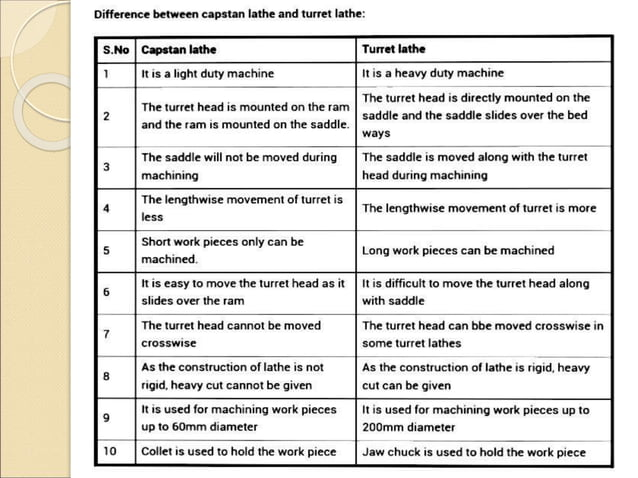 Difference between capstan lathe and turret lathe:
S.No Capstan lathe Turret lathe
1 It is a light duty machine It is a heavy duty machine
2 The turret head is mounted on the ram and the ram is mounted on the saddle. The turret head is directly mounted on the saddle and the saddle slides over the bed ways
3 The saddle will not be moved during machining The saddle is moved along with the turret head during machining
4 The lengthwise movement of turret is less The lengthwise movement of turret is more
5 Short work pieces only can be machined. Long work pieces can be machined
6 It is easy to move the turret head as it slides over the ram It is difficult to move the turret head along with saddle
7 The turret head cannot be moved crosswise The turret head can bbe moved crosswise in some turret lathes
8 As the construction of lathe is not rigid, heavy cut cannot be given As the construction of lathe is rigid, heavy cut can be given
9 It is used for machining work pieces up to 60mm diameter It is used for machining work pieces up to 200mm diameter
10 Collet is used to hold the work piece Jaw chuck is used to hold the work piece